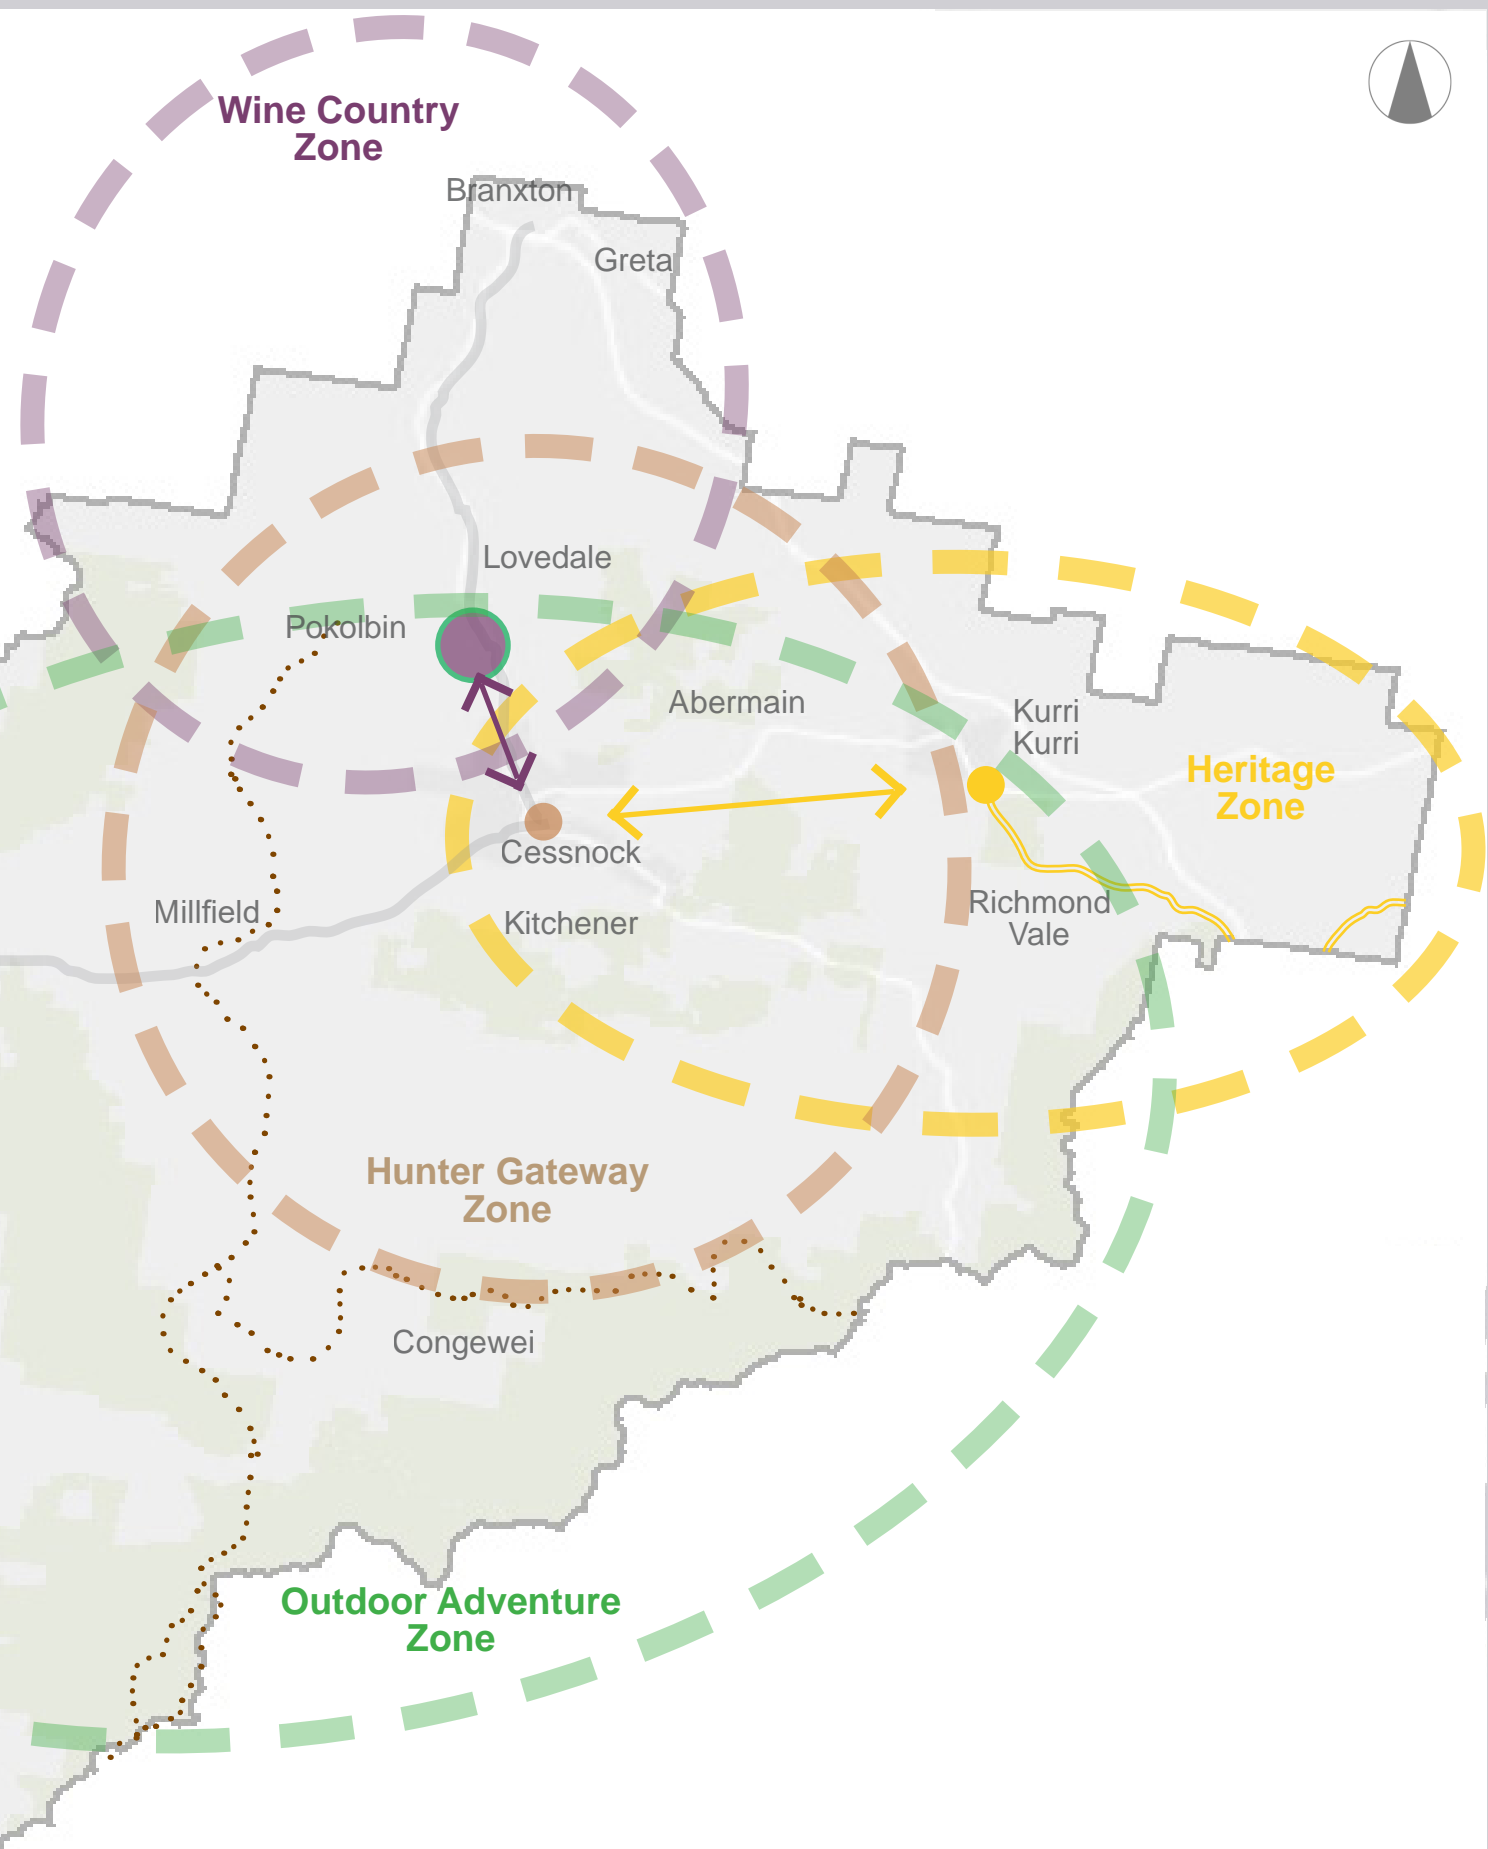 Wine Country
Zone
Branxton
Greta
Lovedale
Pokolbin
Abermain
Kurri
Kurri
Heritage
Zone
Cessnock
Millfield
Kitchener
Richmond
Vale
Hunter Gateway
Zone
Congewei
Outdoor Adventure
Zone